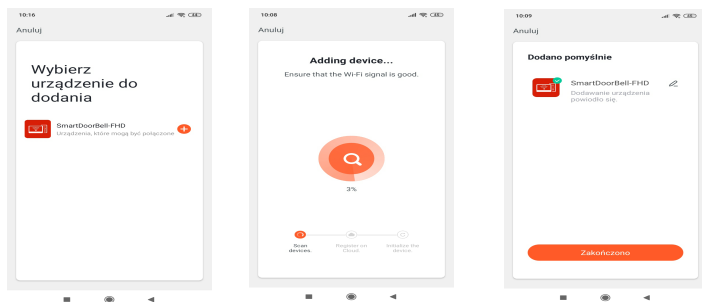 10:16
Anuluj
Wybierz
urządzenie do
dodania
SmartDoorBell-FHD
Urządzenia, które mogą być połączone
10:08
Anuluj
Adding device...
Ensure that the Wi-Fi signal is good.
3%
Scan
devices.
Register on
Cloud.
Initialize the
device.
10:09
Anuluj
Dodano pomyślnie
SmartDoorBell-FHD
Dodawanie urządzenia
powiodło się.
Zakończono